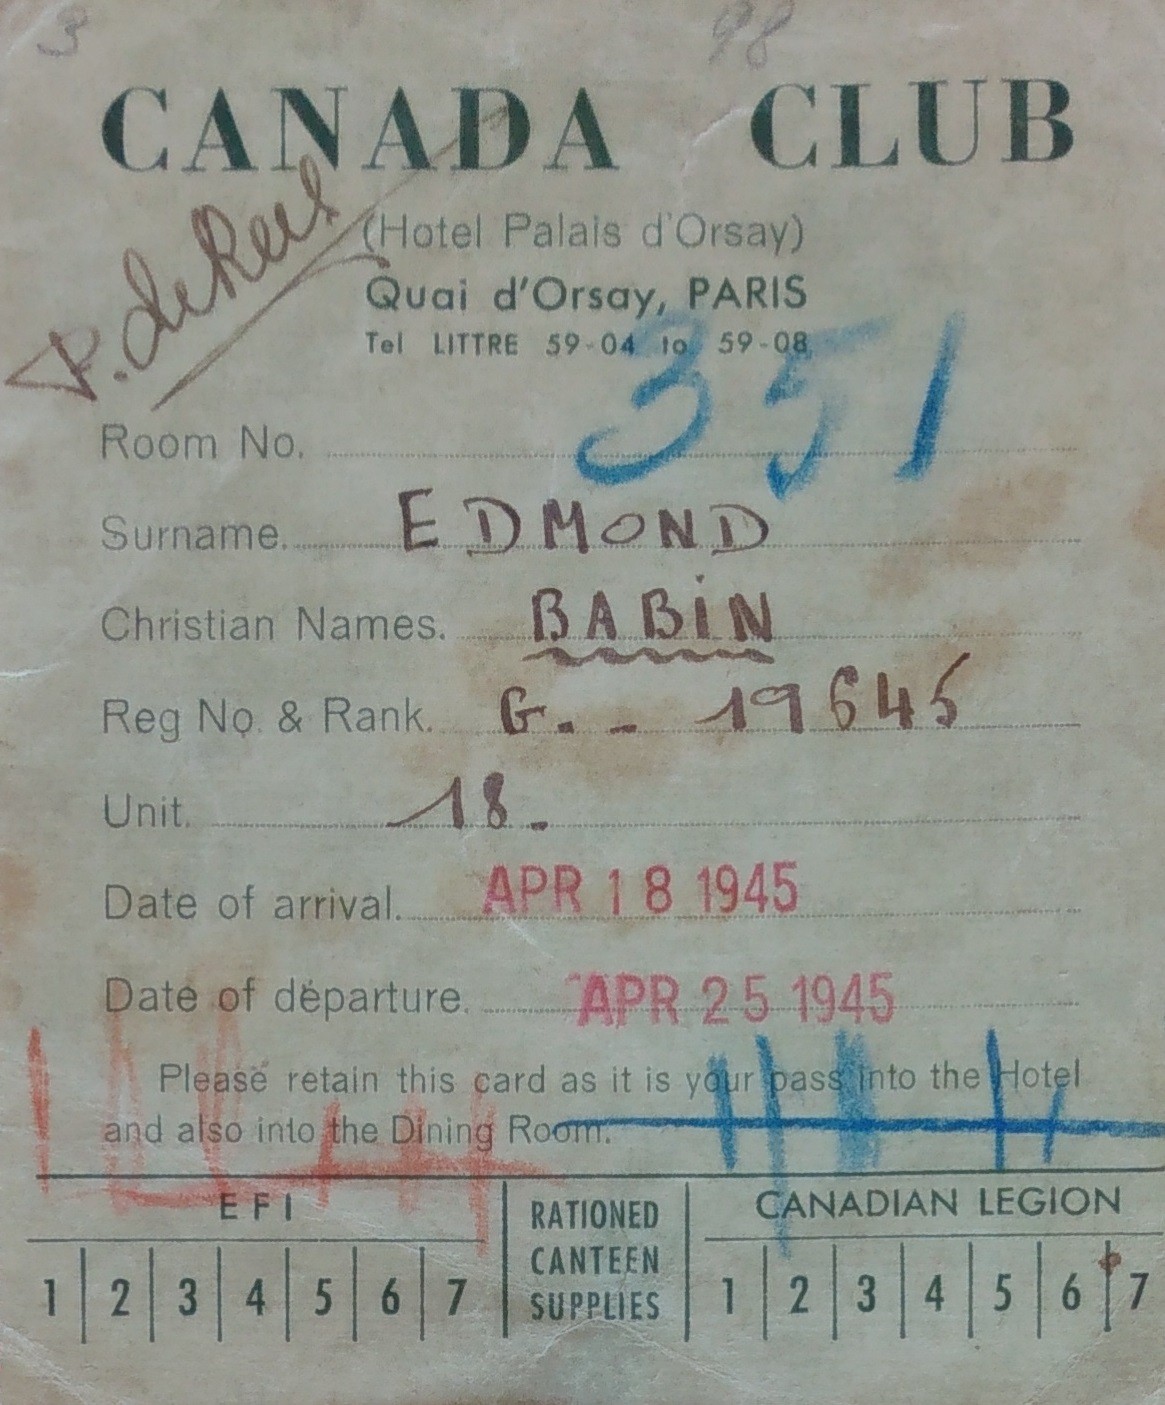 3 98
CANADA CLUB
(Hotel Palais d'Orsay)
Quai d'Orsay, PARIS
Tel LITTRE 59-04 to 59-08
Room No. 351
Surname. EDMOND
Christian Names. BABiN
Reg No. & Rank. G. - 19645
Unit. 18.
Date of arrival. APR 18 1945
Date of departure. APR 25 1945
Please retain this card as it is your pass into the Hotel
and also into the Dining Room.
EFI
RATIONED
CANTEEN
SUPPLIES
CANADIAN LEGION
1 2 3 4 5 6 7
1 2 3 4 5 6 7